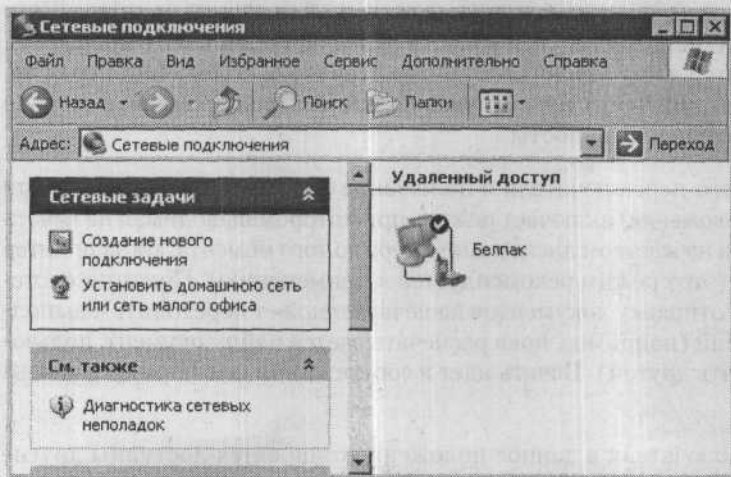 Сетевые подключения
Файл Правка Вид Избранное Сервис Дополнительно Справка
Назад Поиск Папки
Адрес: Сетевые подключения Переход
Сетевые задачи
Создание нового
подключения
Установить домашнюю сеть
или сеть малого офиса
См. также
Диагностика сетевых
неполадок
Удаленный доступ
Белпак